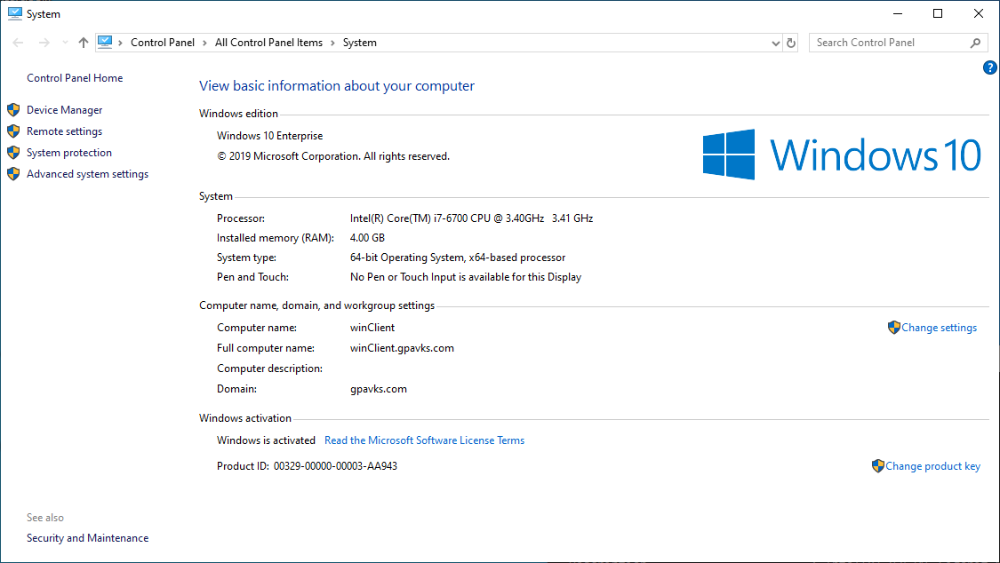 System
Control Panel > All Control Panel Items > System
Search Control Panel
?
Control Panel Home
Device Manager
Remote settings
System protection
Advanced system settings
View basic information about your computer
Windows edition
Windows 10 Enterprise
© 2019 Microsoft Corporation. All rights reserved.
Windows 10
System
Processor: Intel(R) Core(TM) i7-6700 CPU @ 3.40GHz 3.41 GHz
Installed memory (RAM): 4.00 GB
System type: 64-bit Operating System, x64-based processor
Pen and Touch: No Pen or Touch Input is available for this Display
Computer name, domain, and workgroup settings
Computer name: winClient
Change settings
Full computer name: winClient.gpavks.com
Computer description:
Domain: gpavks.com
Windows activation
Windows is activated Read the Microsoft Software License Terms
Product ID: 00329-00000-00003-AA943
Change product key
See also
Security and Maintenance